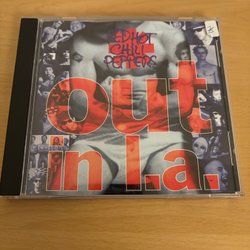 RED HOT
CHILI
PEPPERS
out
in l.a.